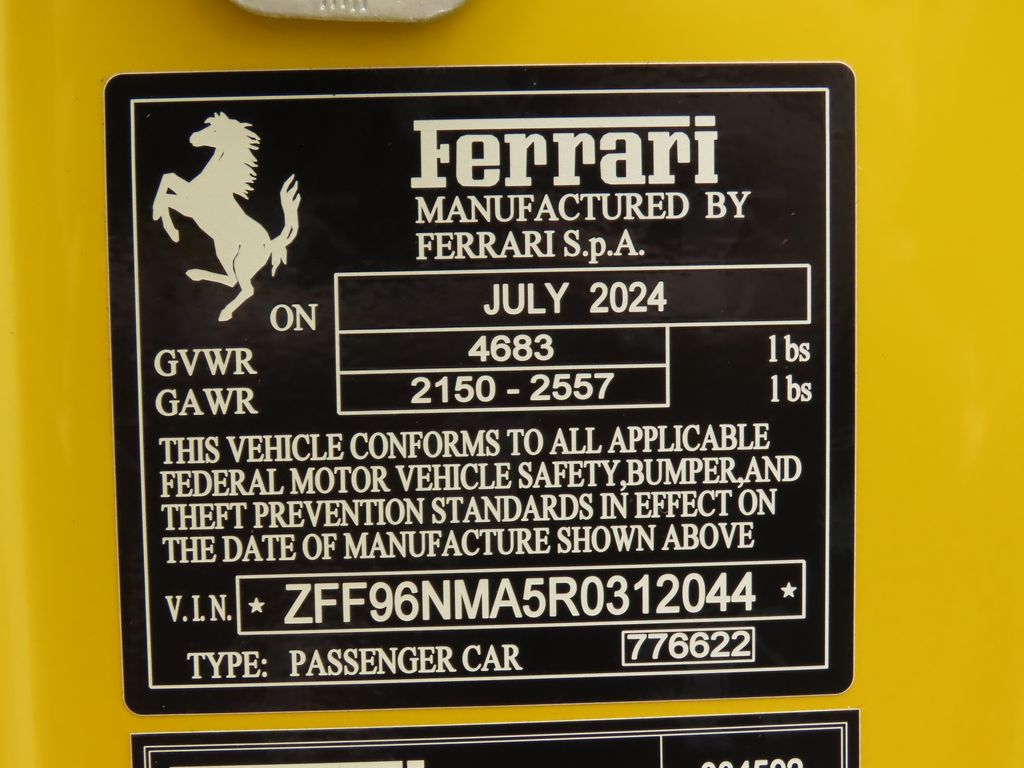 Ferrari
MANUFACTURED BY
FERRARI S.p.A.
ON JULY 2024
GVWR 4683 lbs
GAWR 2150 - 2557 lbs
THIS VEHICLE CONFORMS TO ALL APPLICABLE
FEDERAL MOTOR VEHICLE SAFETY,BUMPER,AND
THEFT PREVENTION STANDARDS IN EFFECT ON
THE DATE OF MANUFACTURE SHOWN ABOVE
V.I.N. * ZFF96NMA5R0312044 *
TYPE: PASSENGER CAR 776622